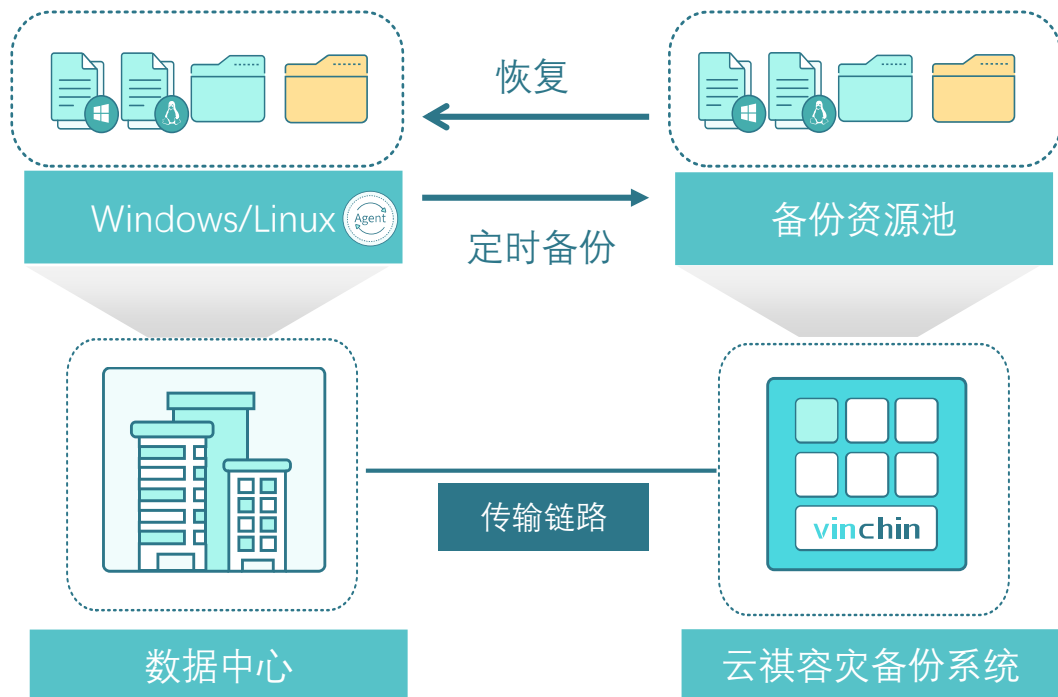 恢复
Windows/Linux
Agent
定时备份
备份资源池
传输链路
vinchin
数据中心
云祺容灾备份系统